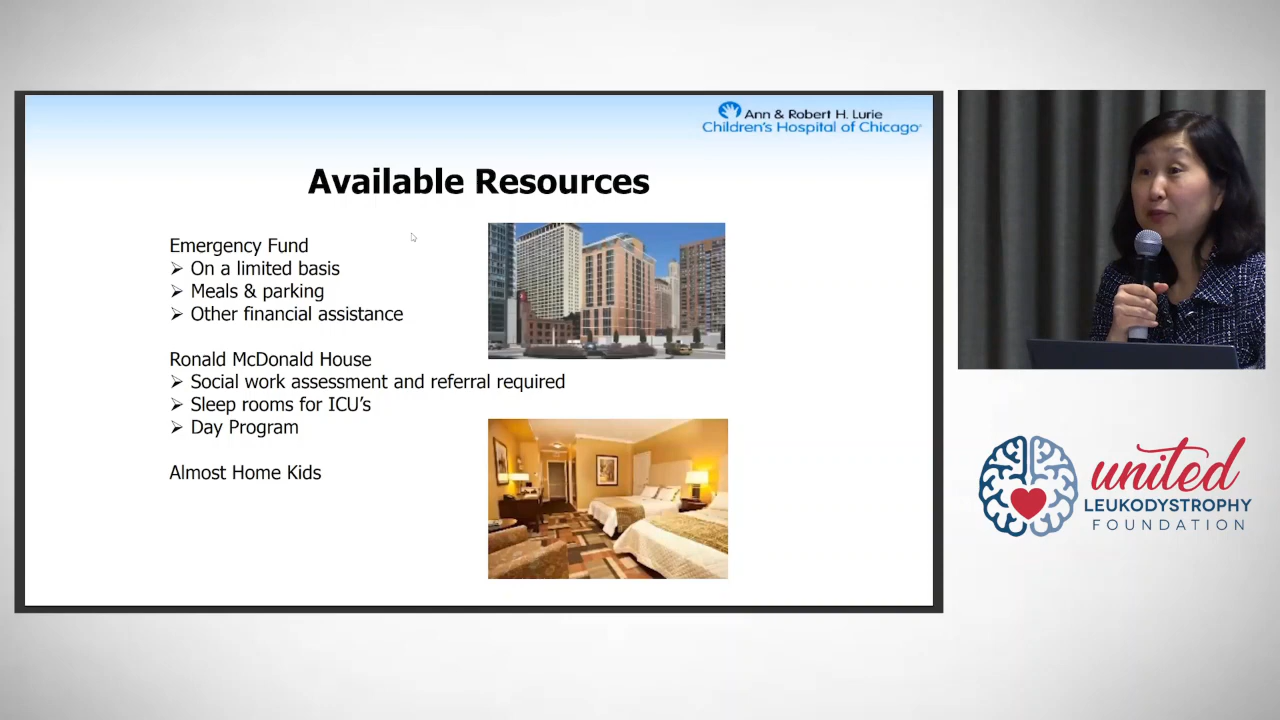 Ann & Robert H. Lurie
Children's Hospital of Chicago
Available Resources
Emergency Fund
➢ On a limited basis
➢ Meals & parking
➢ Other financial assistance
Ronald McDonald House
➢ Social work assessment and referral required
➢ Sleep rooms for ICU's
➢ Day Program
Almost Home Kids
united
LEUKODYSTROPHY
FOUNDATION